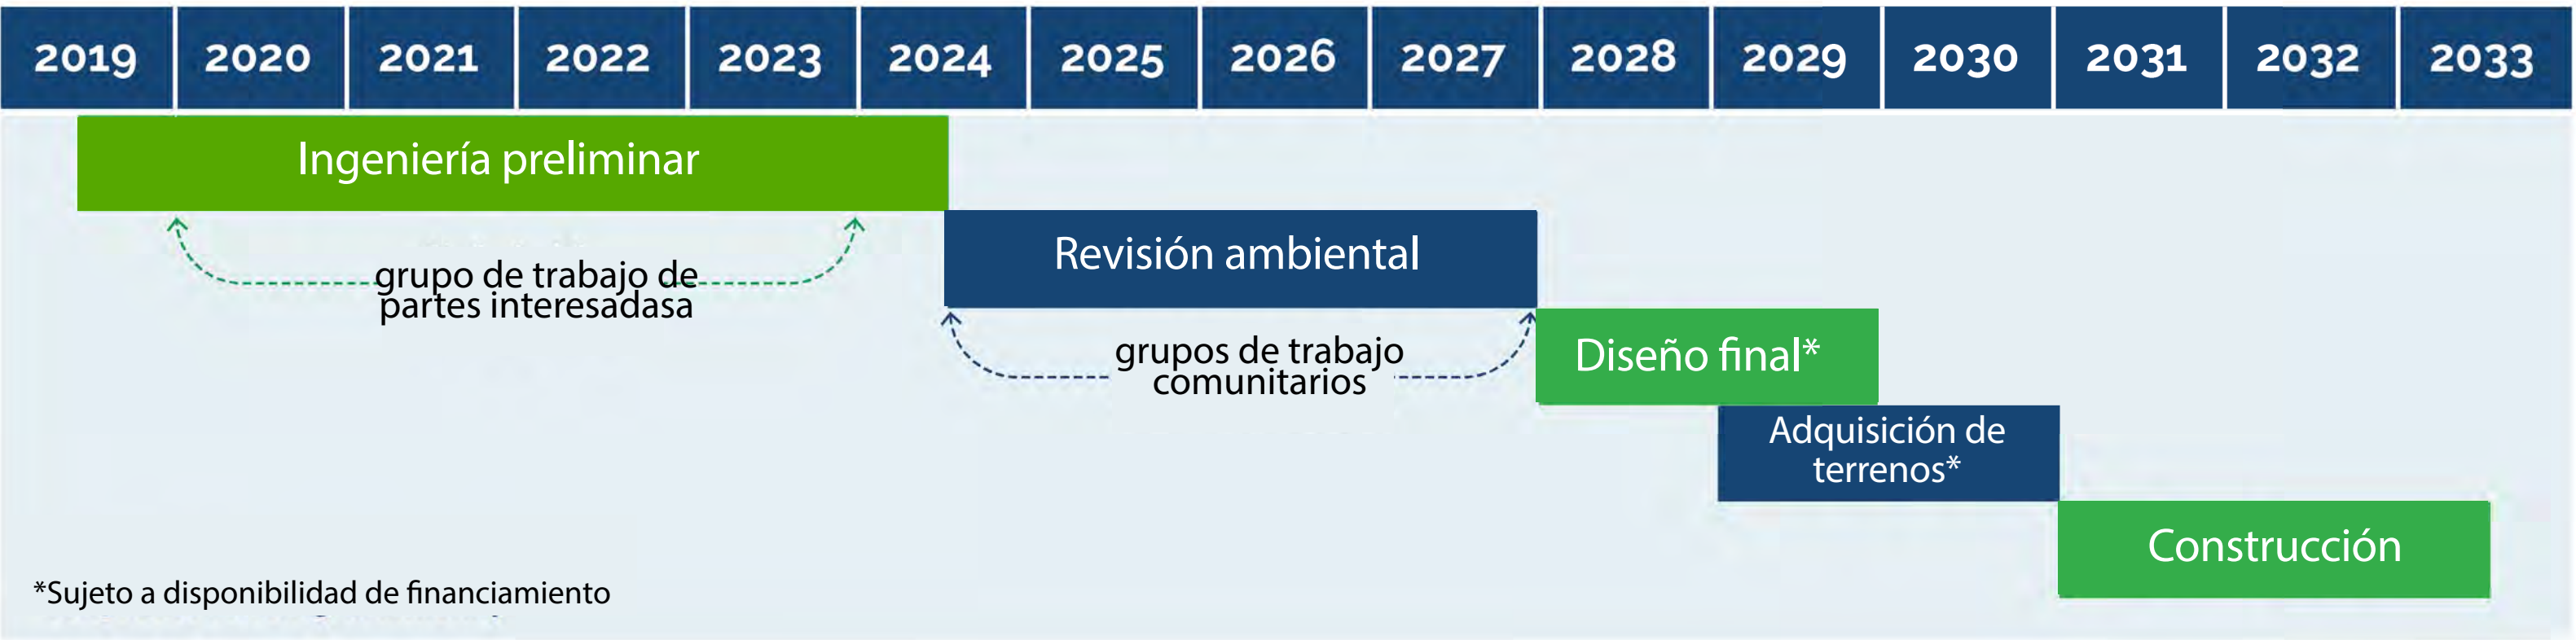 2019 2020 2021 2022 2023 2024 2025 2026 2027 2028 2029 2030 2031 2032 2033
Ingeniería preliminar
grupo de trabajo de
partes interesadasa
Revisión ambiental
grupos de trabajo
comunitarios
Diseño final*
Adquisición de
terrenos*
Construcción
*Sujeto a disponibilidad de financiamiento